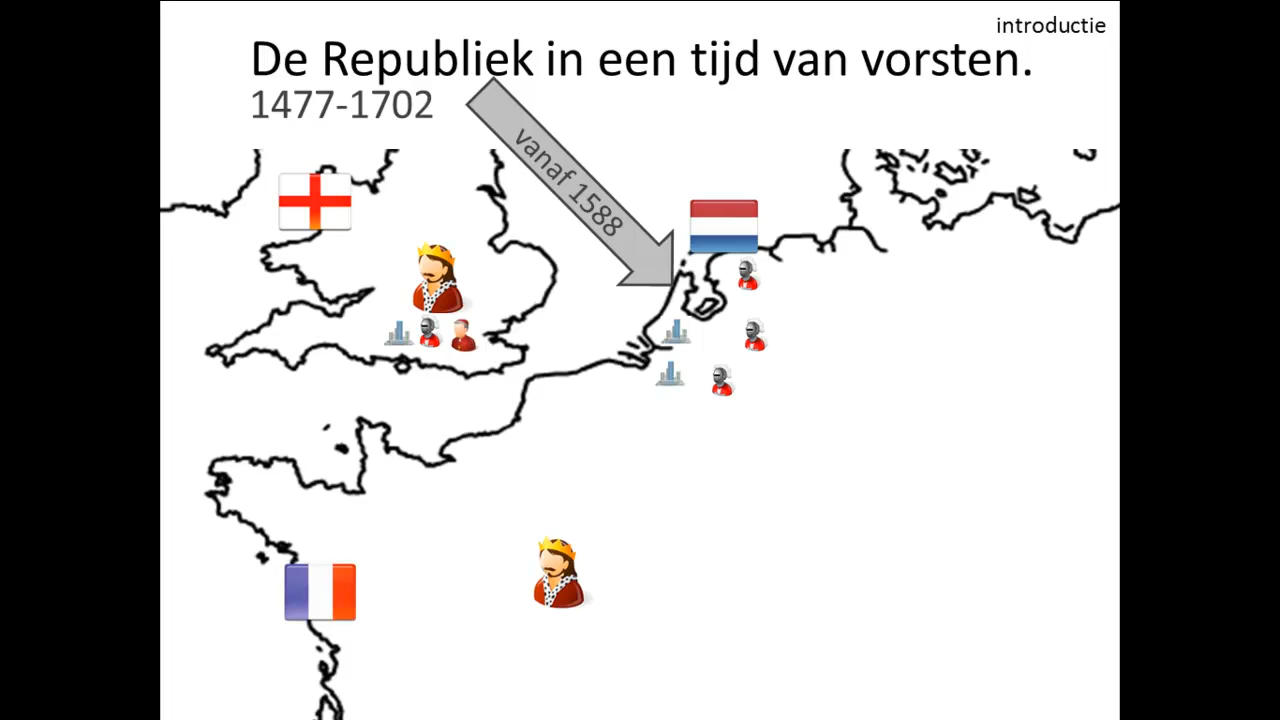 introductie
De Republiek in een tijd van vorsten.
1477-1702
vanaf 1588